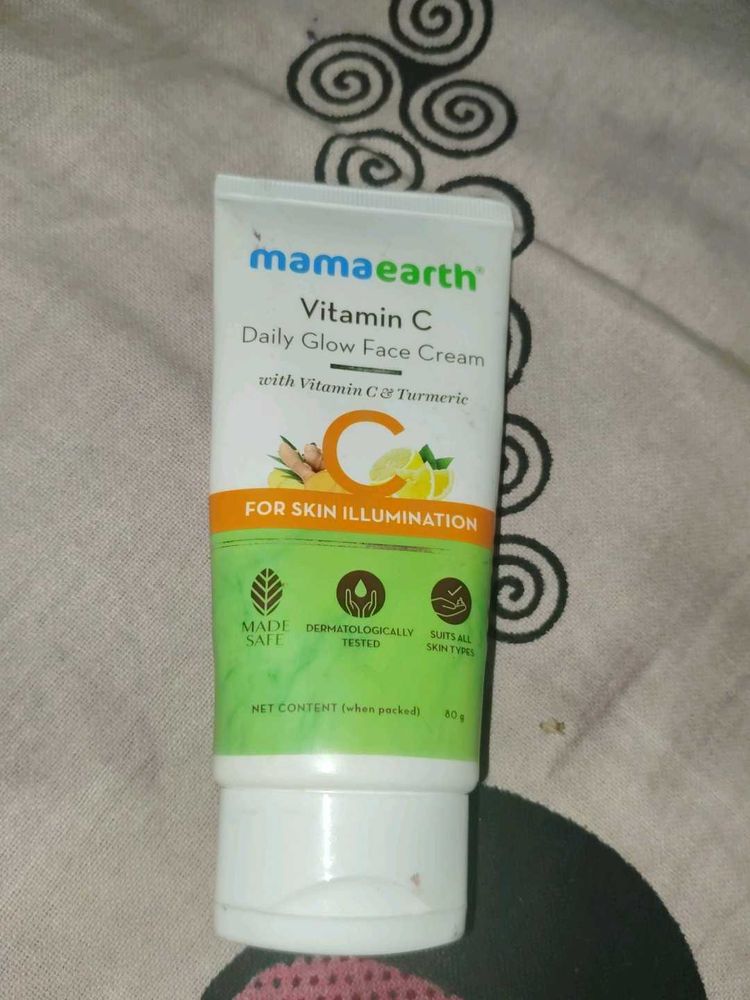 mamaearth®
Vitamin C
Daily Glow Face Cream
with Vitamin C & Turmeric
C
FOR SKIN ILLUMINATION
MADE
SAFE
DERMATOLOGICALLY
TESTED
SUITS ALL
SKIN TYPES
NET CONTENT (when packed) 80 g